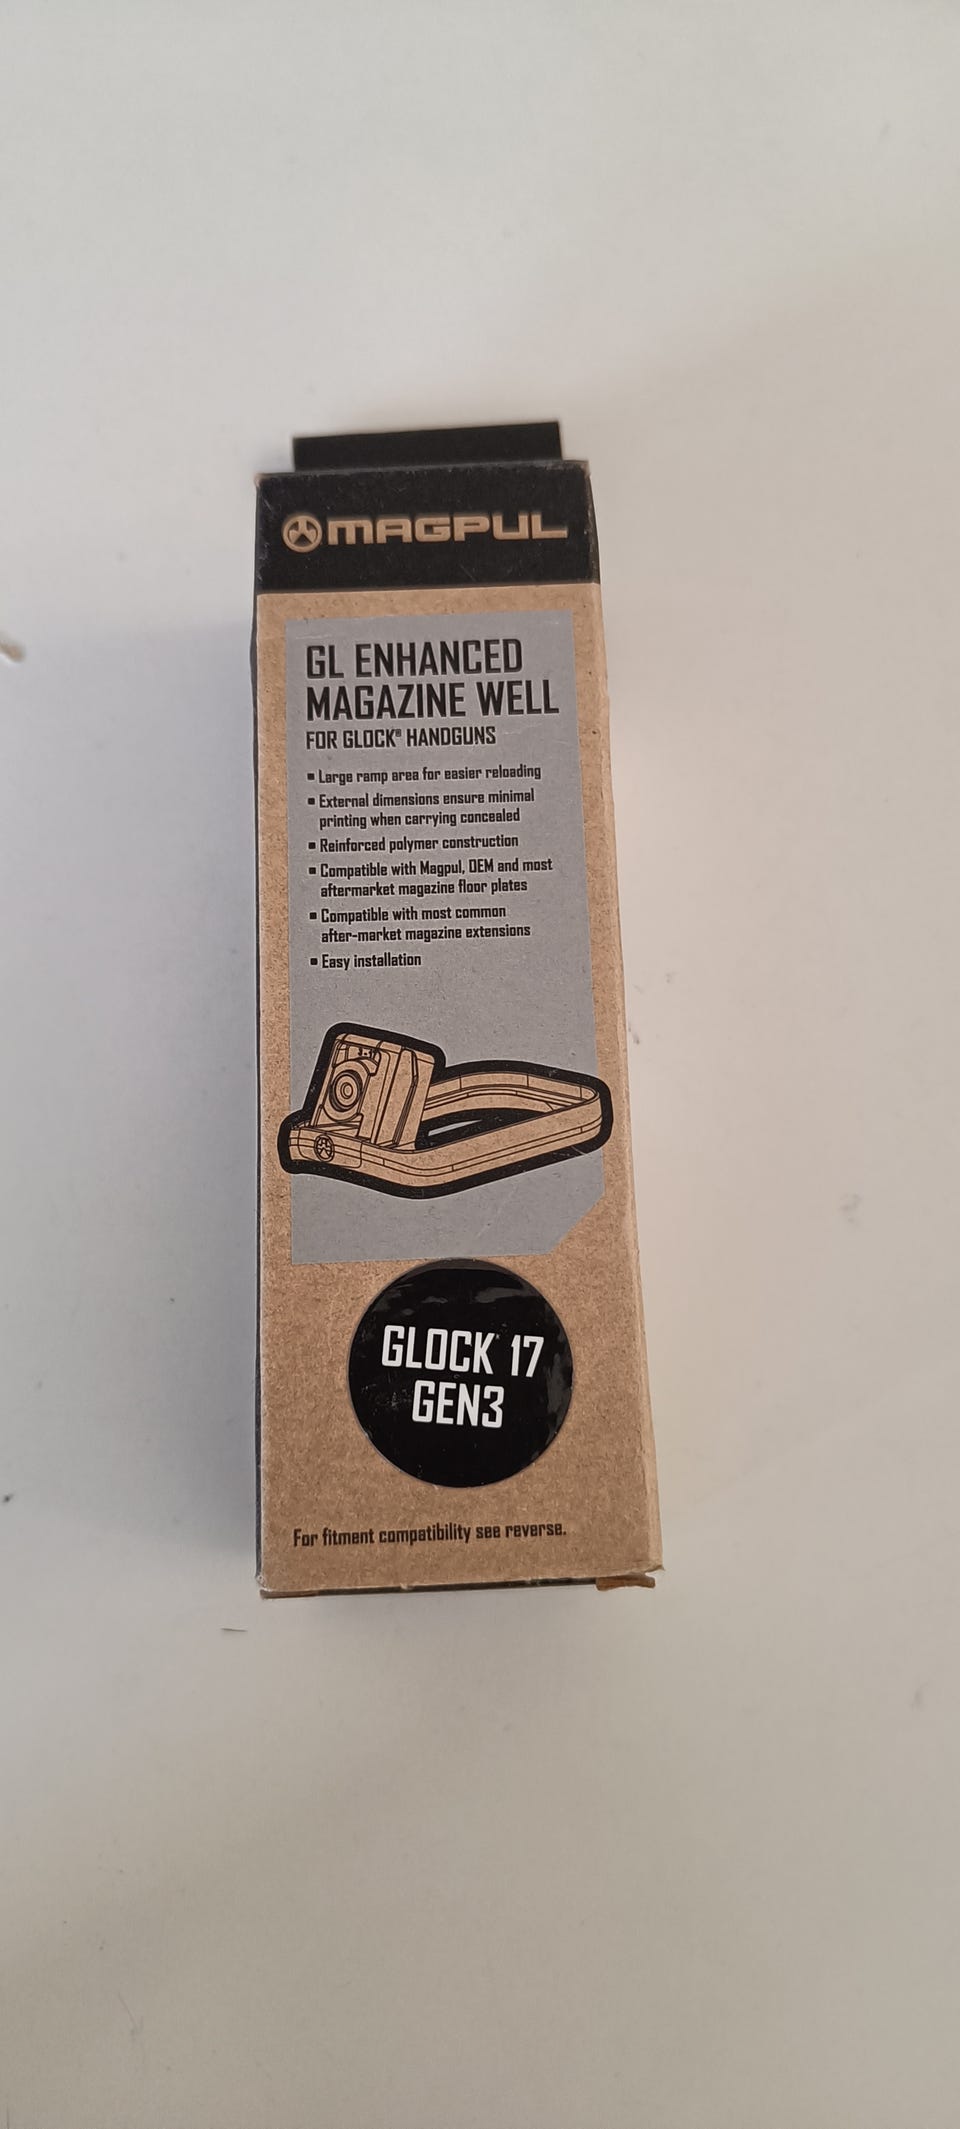 MAGPUL
GL ENHANCED
MAGAZINE WELL
FOR GLOCK® HANDGUNS
▪ Large ramp area for easier reloading
▪ External dimensions ensure minimal
printing when carrying concealed
▪ Reinforced polymer construction
▪ Compatible with Magpul, OEM and most
aftermarket magazine floor plates
▪ Compatible with most common
after-market magazine extensions
▪ Easy installation
GLOCK 17
GEN3
For fitment compatibility see reverse.